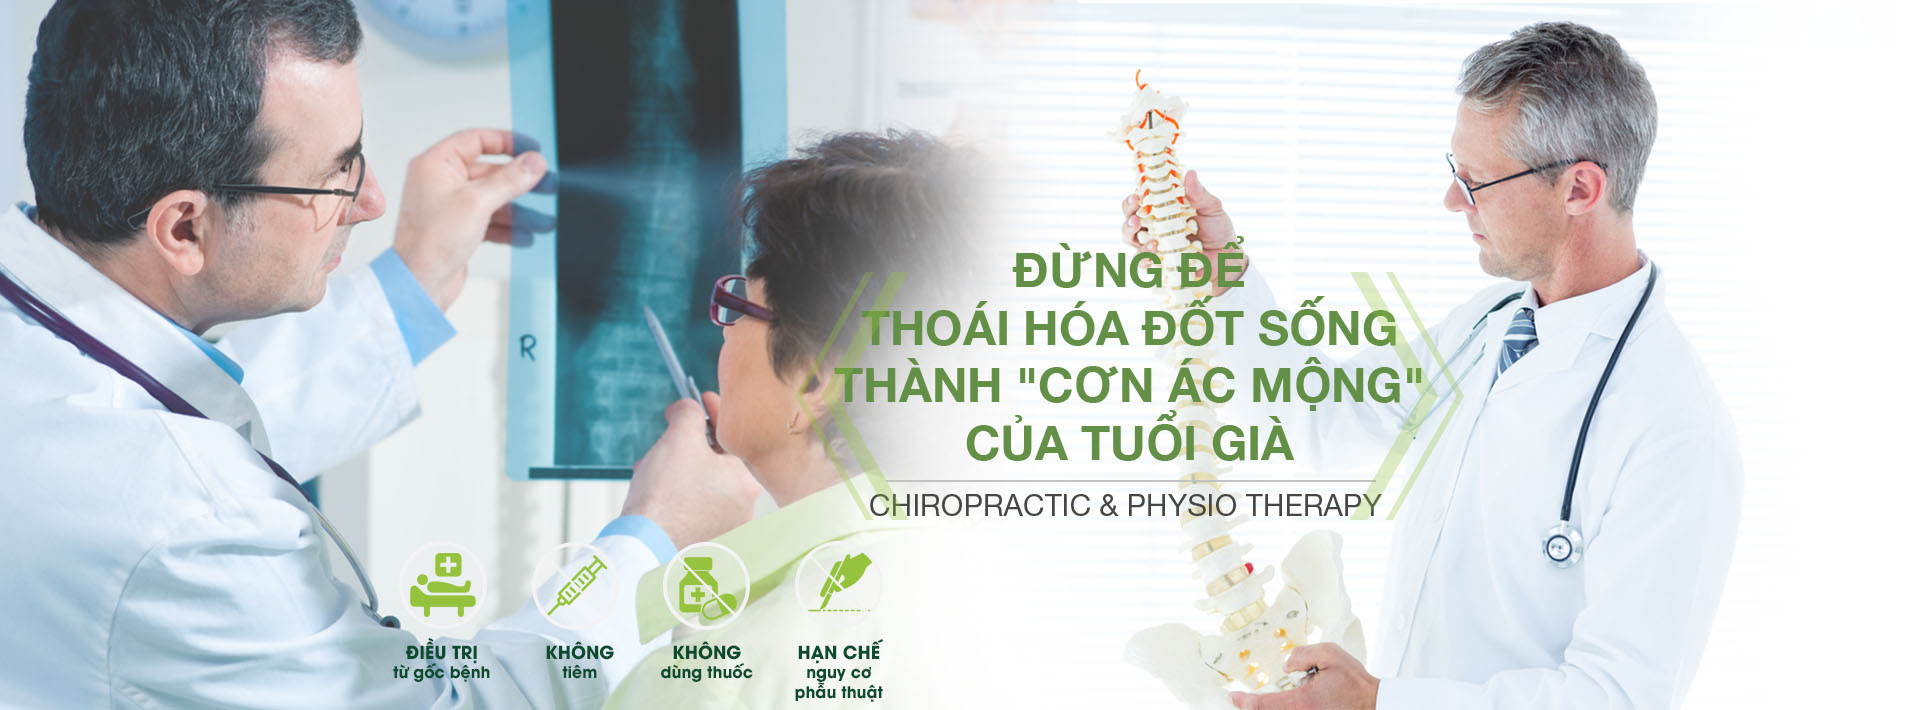 R
ĐỪNG ĐỂ
THOÁI HÓA ĐỐT SỐNG
THÀNH "CƠN ÁC MỘNG"
CỦA TUỔI GIÀ
CHIROPRACTIC & PHYSIO THERAPY
ĐIỀU TRỊ
từ gốc bệnh
KHÔNG
tiêm
KHÔNG
dùng thuốc
HẠN CHẾ
nguy cơ
phẫu thuật